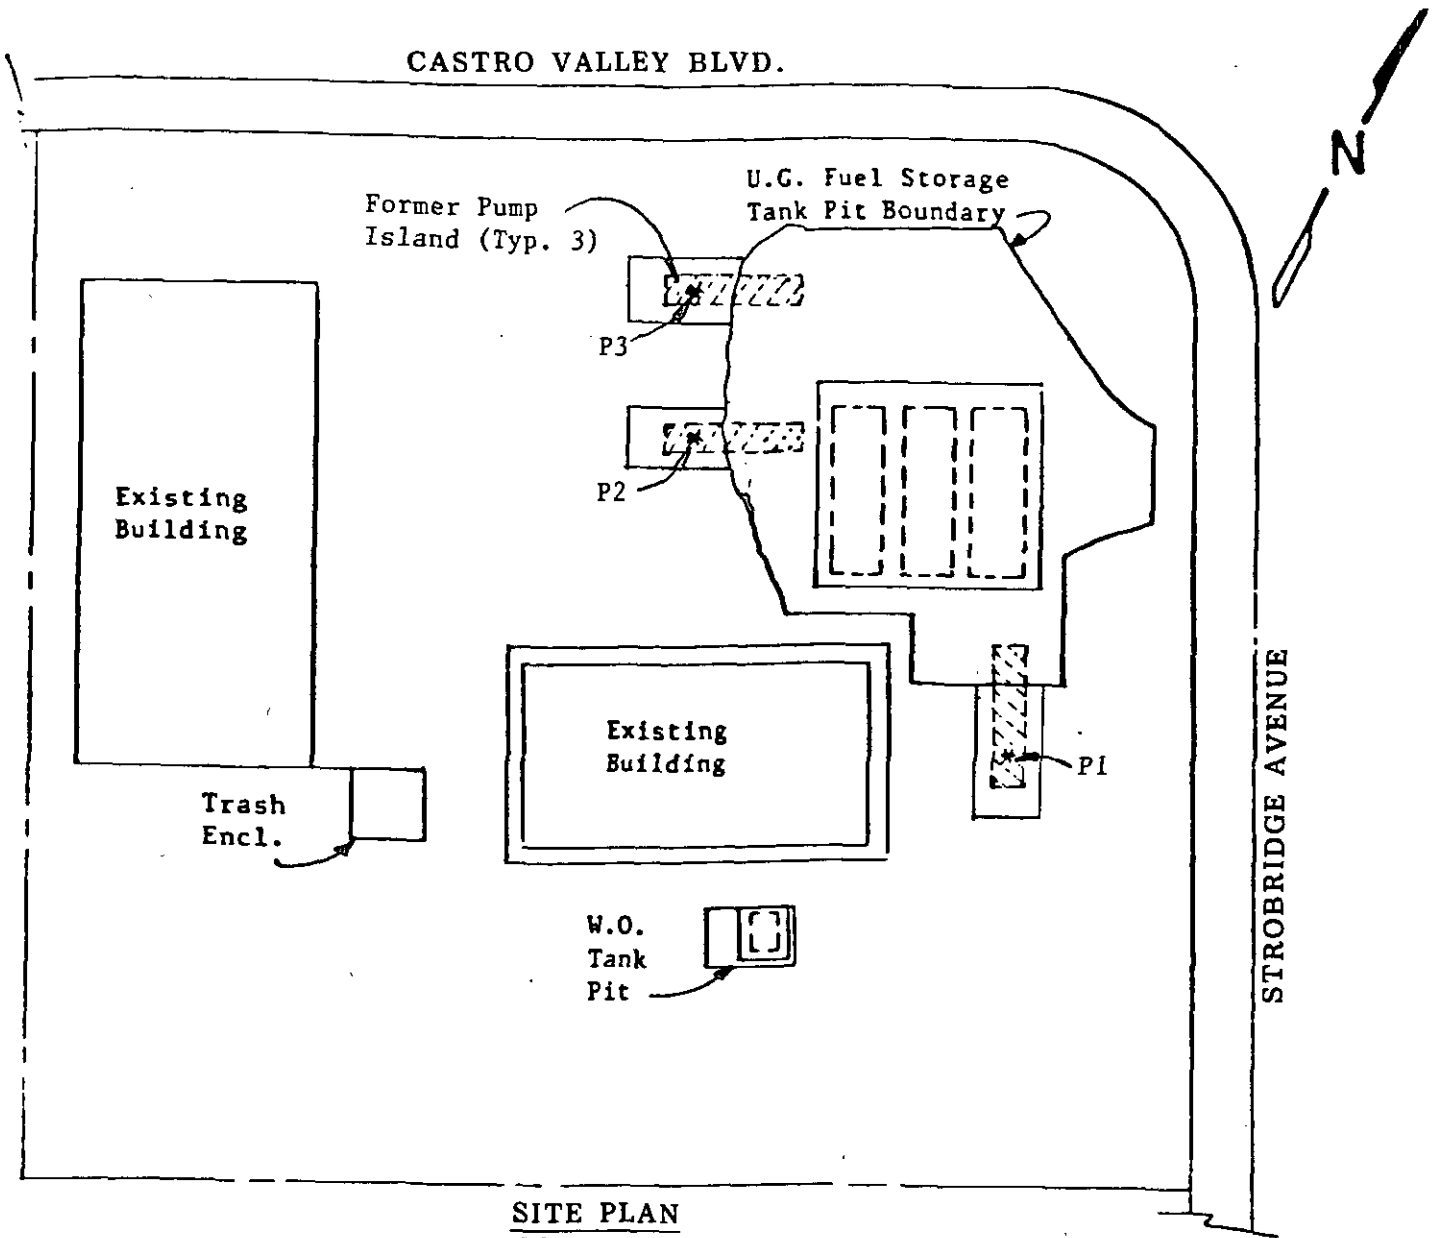 CASTRO VALLEY BLVD.
N
U.G. Fuel Storage
Tank Pit Boundary
Former Pump
Island (Typ. 3)
P3
P2
Existing
Building
Existing
Building
P1
Trash
Encl.
W.O.
Tank
Pit
STROBRIDGE AVENUE
SITE PLAN